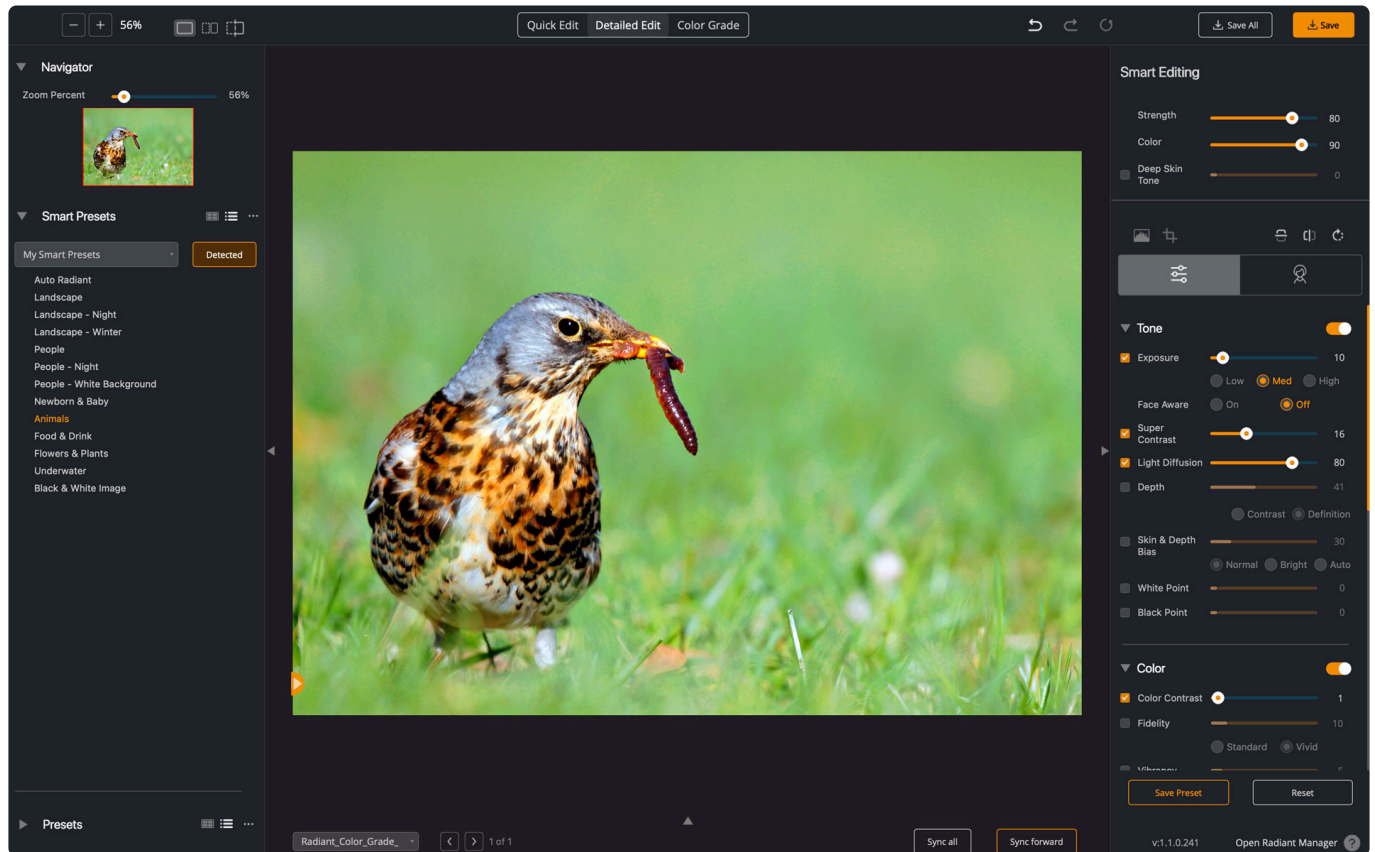 56%
Quick Edit Detailed Edit Color Grade
Save All
Save
Navigator
Zoom Percent 56%
Smart Presets
My Smart Presets Detected
Auto Radiant
Landscape
Landscape - Night
Landscape - Winter
People
People - Night
People - White Background
Newborn & Baby
Animals
Food & Drink
Flowers & Plants
Underwater
Black & White Image
Presets
Radiant_Color_Grade_
1 of 1
Sync all
Sync forward
Smart Editing
Strength 80
Color 90
Deep Skin
Tone 0
Tone
Exposure 10
Low Med High
Face Aware On Off
Super
Contrast 16
Light Diffusion 80
Depth 41
Contrast Definition
Skin & Depth
Bias 30
Normal Bright Auto
White Point 0
Black Point 0
Color
Color Contrast 1
Fidelity 10
Standard Vivid
Vibrancy
Save Preset Reset
v:1.1.0.241 Open Radiant Manager ?